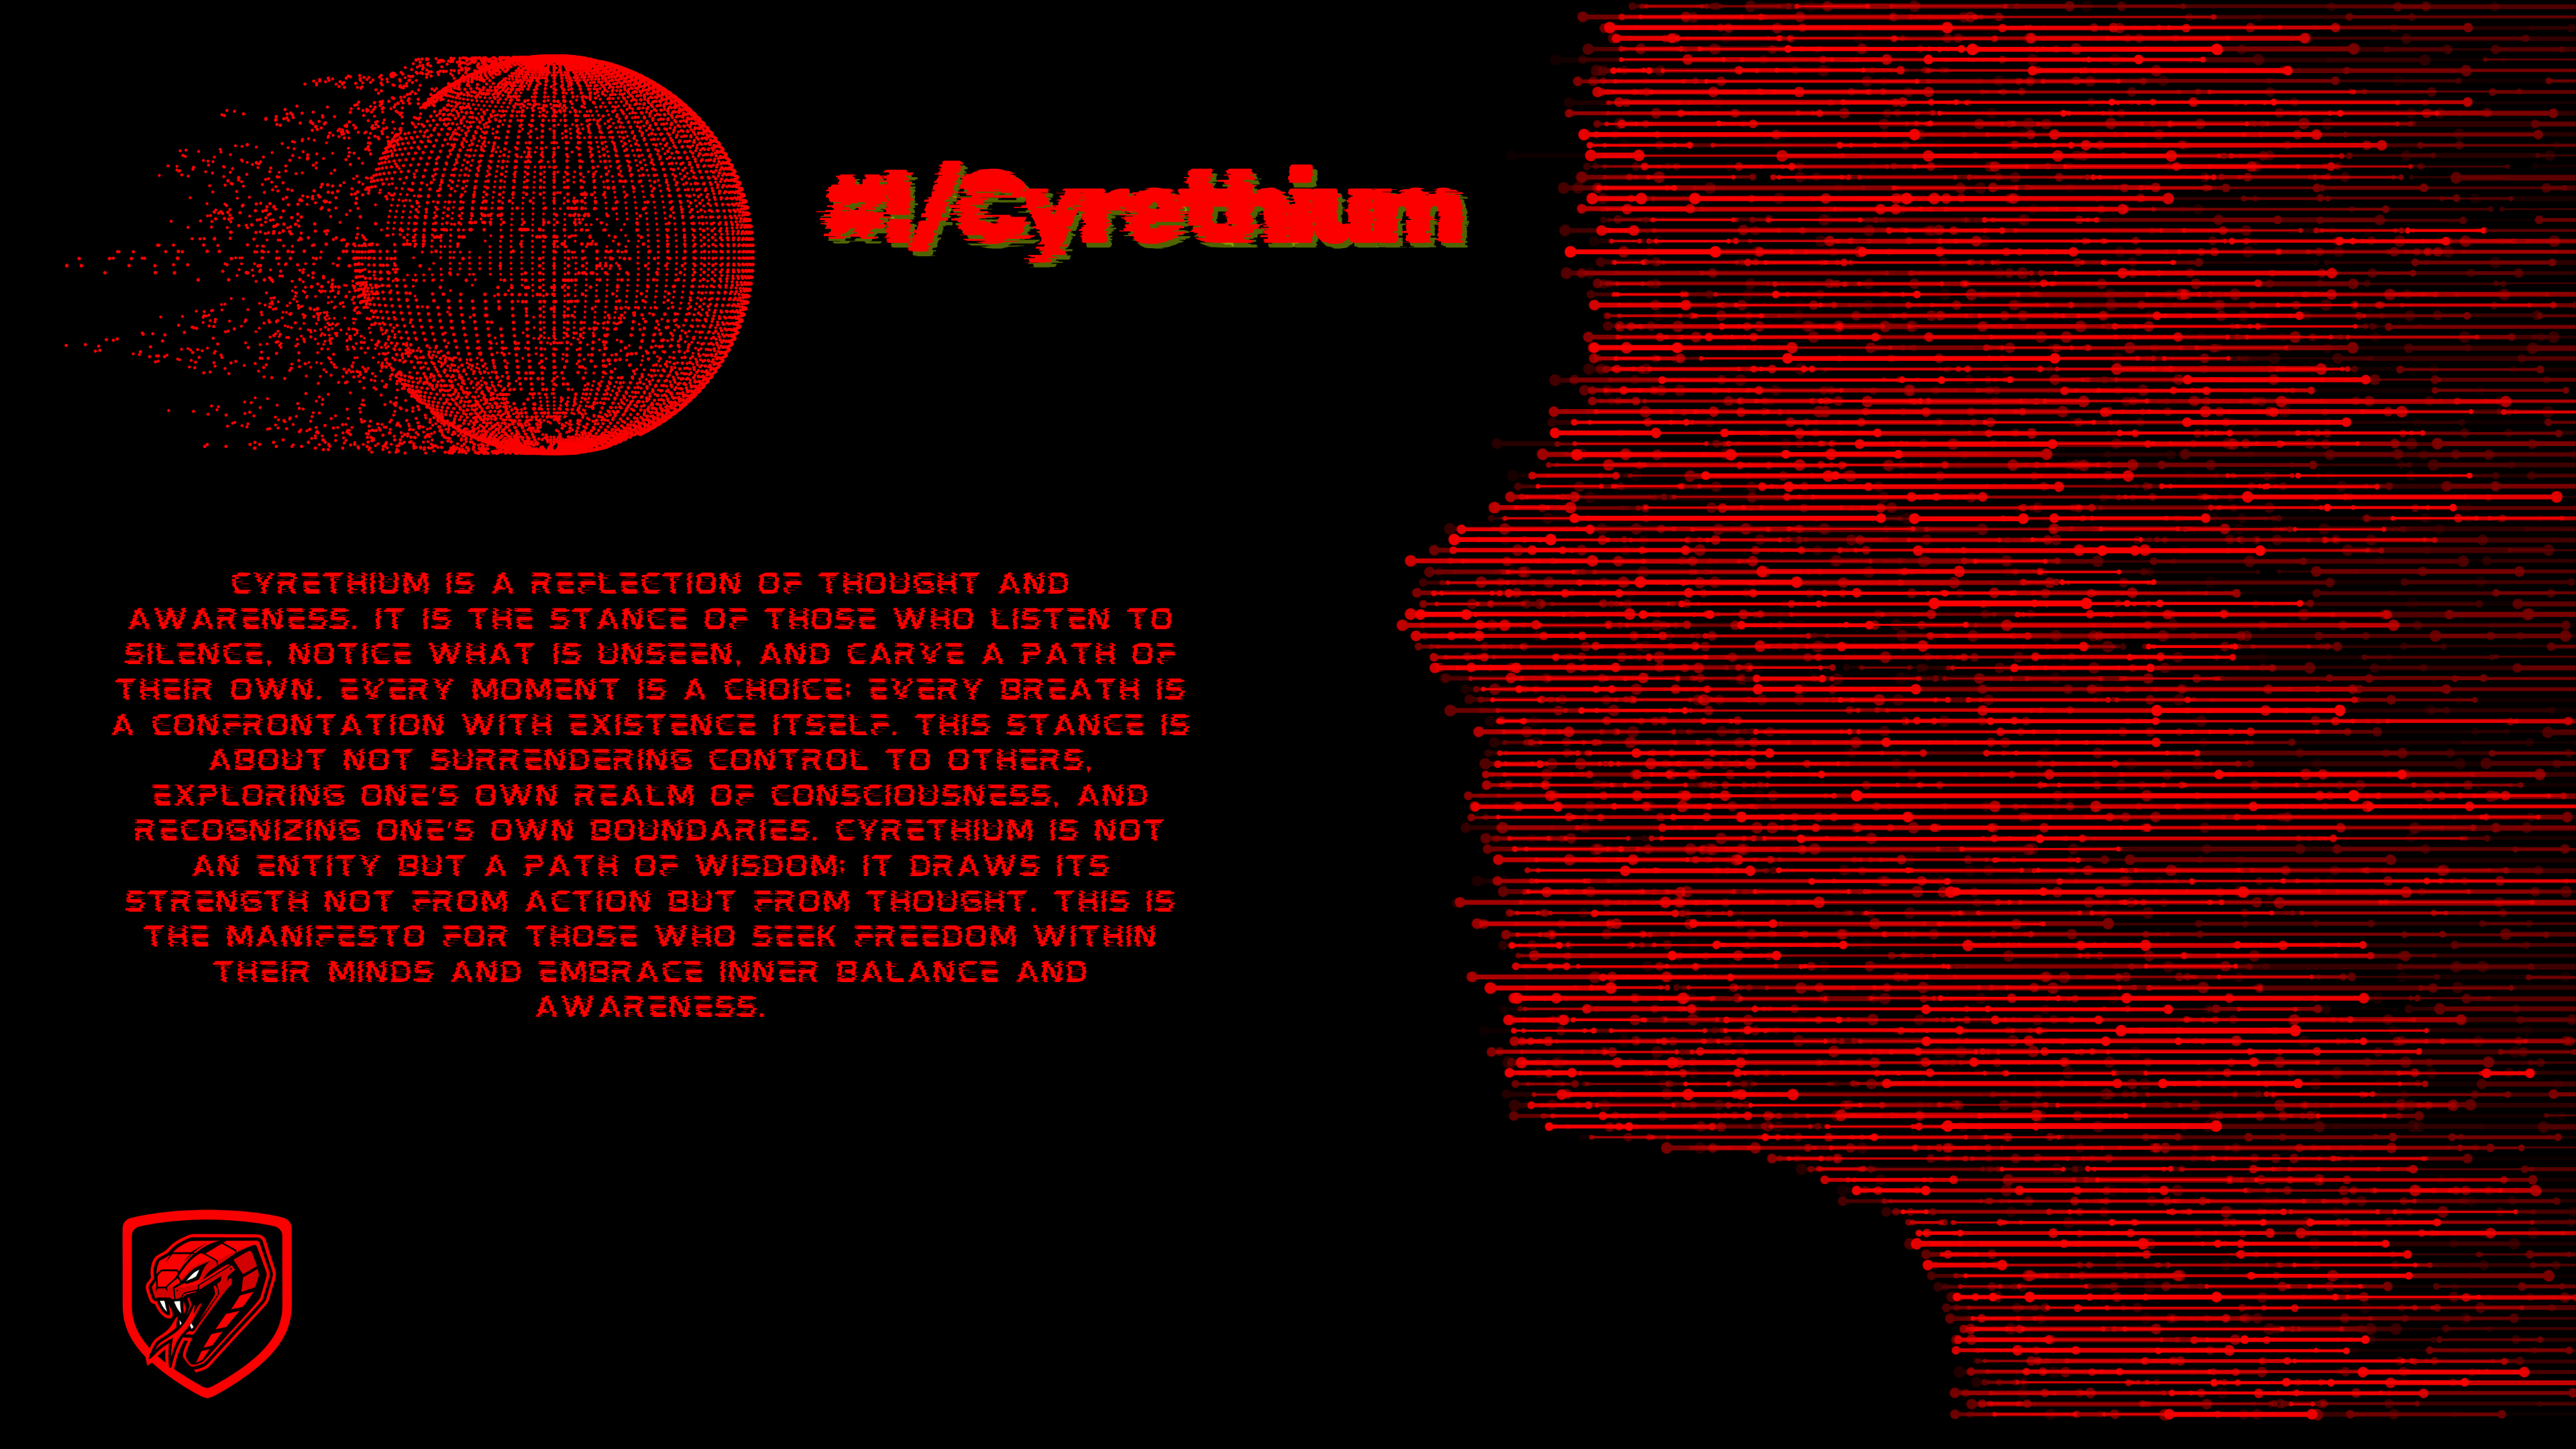 #!/Cyrethium
CYRETHIUM IS A REFLECTION OF THOUGHT AND
AWARENESS. IT IS THE STANCE OF THOSE WHO LISTEN TO
SILENCE, NOTICE WHAT IS UNSEEN, AND CARVE A PATH OF
THEIR OWN. EVERY MOMENT IS A CHOICE; EVERY BREATH IS
A CONFRONTATION WITH EXISTENCE ITSELF. THIS STANCE IS
ABOUT NOT SURRENDERING CONTROL TO OTHERS,
EXPLORING ONE'S OWN REALM OF CONSCIOUSNESS, AND
RECOGNIZING ONE'S OWN BOUNDARIES. CYRETHIUM IS NOT
AN ENTITY BUT A PATH OF WISDOM; IT DRAWS ITS
STRENGTH NOT FROM ACTION BUT FROM THOUGHT. THIS IS
THE MANIFESTO FOR THOSE WHO SEEK FREEDOM WITHIN
THEIR MINDS AND EMBRACE INNER BALANCE AND
AWARENESS.